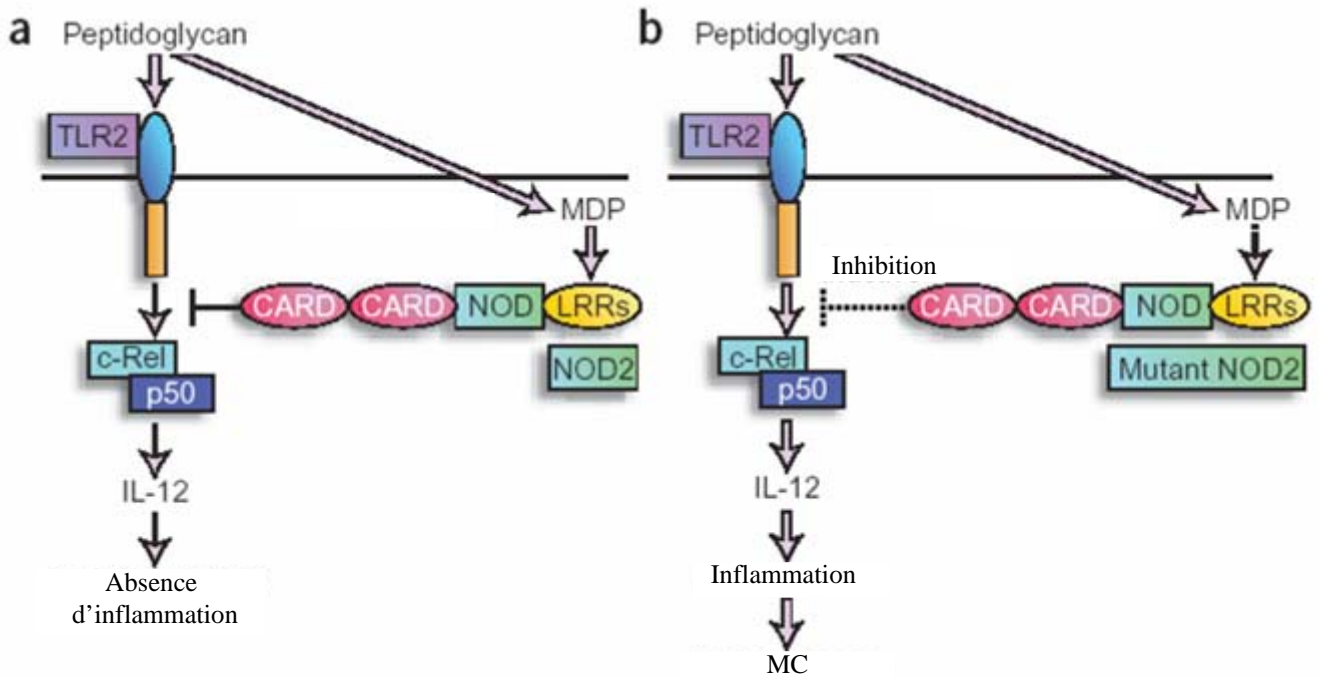 a
Peptidoglycan
TLR2
MDP
CARD
CARD
NOD
LRRs
c-Rel
p50
NOD2
IL-12
Absence
d’inflammation
b
Peptidoglycan
TLR2
MDP
Inhibition
CARD
CARD
NOD
LRRs
c-Rel
p50
Mutant NOD2
IL-12
Inflammation
MC